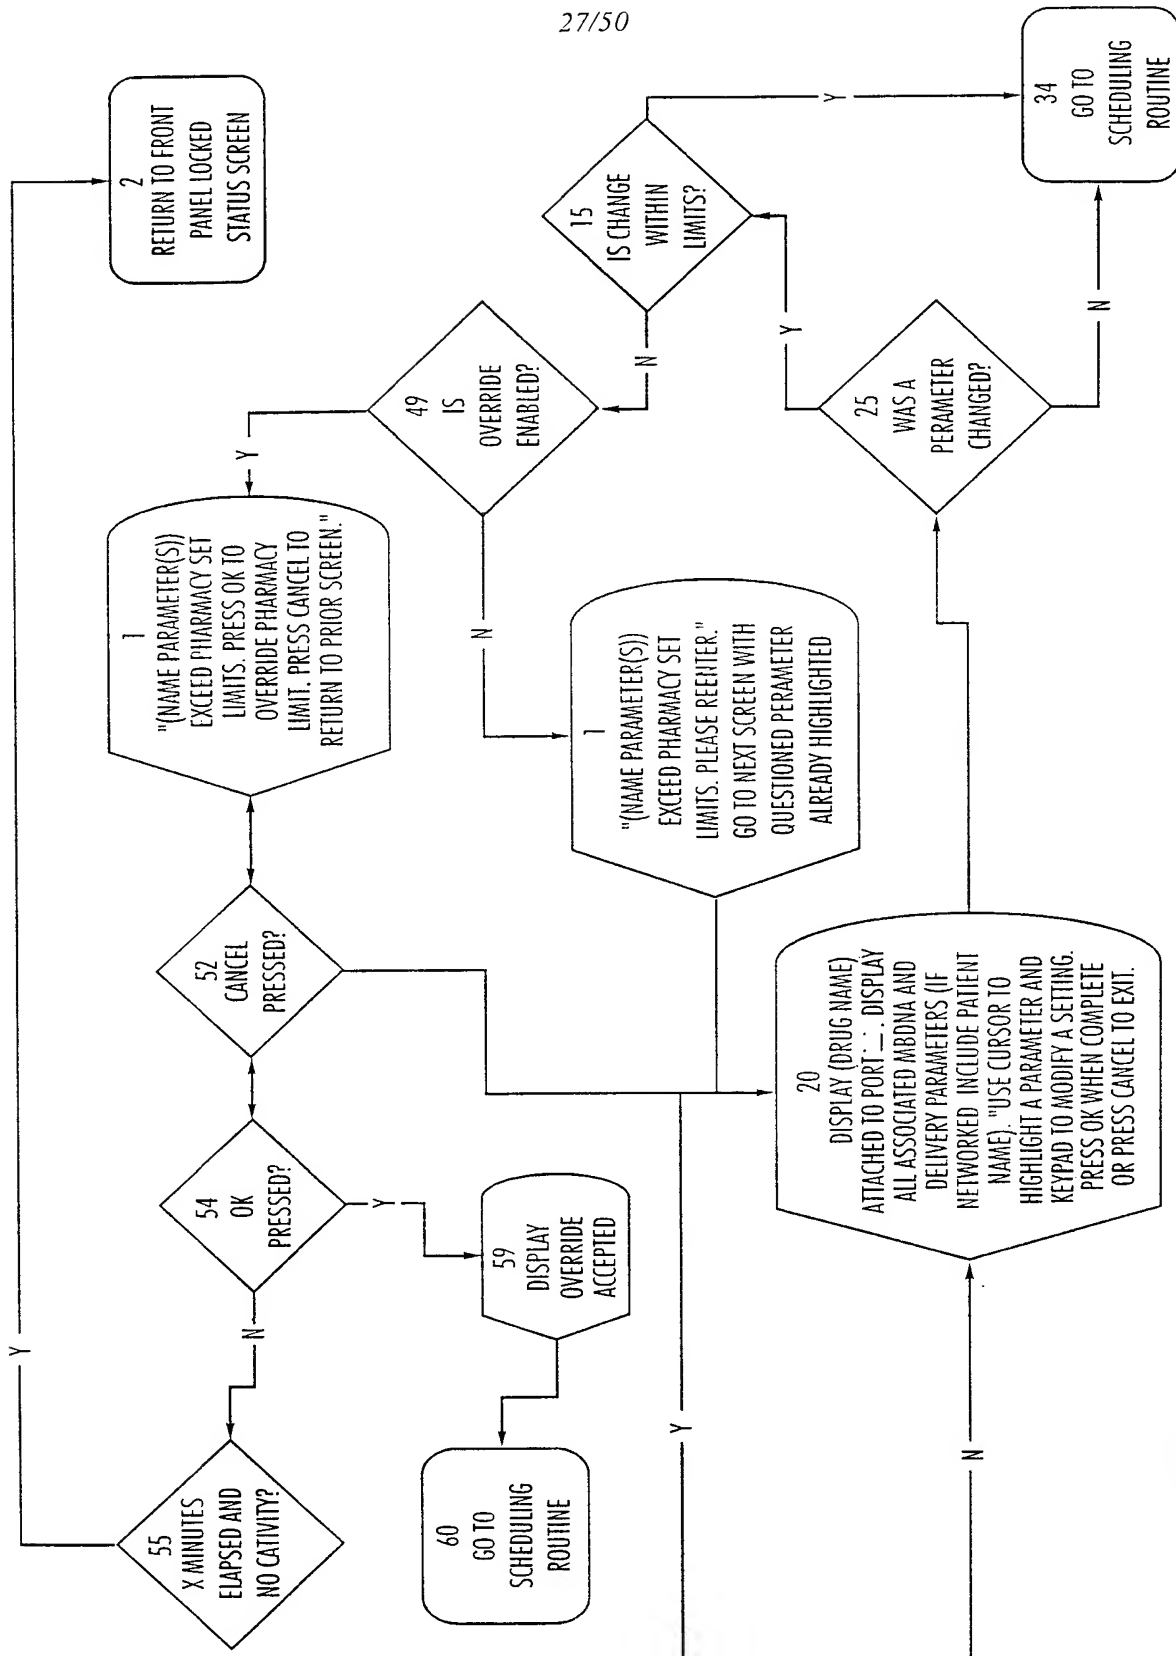 27/50
Y
2
RETURN TO FRONT
PANEL LOCKED
STATUS SCREEN
55
X MINUTES
ELAPSED AND
NO CATIVITY?
N
54
OK
PRESSED?
52
CANCEL
PRESSED?
1
"(NAME PARAMETER(S))
EXCEED PHARMACY SET
LIMITS. PRESS OK TO
OVERRIDE PHARMACY
LIMIT. PRESS CANCEL TO
RETURN TO PRIOR SCREEN."
Y
49
IS
OVERRIDE
ENABLED?
N
15
IS CHANGE
WITHIN
LIMITS?
Y
34
GO TO
SCHEDULING
ROUTINE
Y
59
DISPLAY
OVERRIDE
ACCEPTED
60
GO TO
SCHEDULING
ROUTINE
N
1
"(NAME PARAMETER(S))
EXCEED PHARMACY SET
LIMITS. PLEASE REENTER."
GO TO NEXT SCREEN WITH
QUESTIONED PERAMETER
ALREADY HIGHLIGHTED
Y
25
WAS A
PERAMETER
CHANGED?
N
Y
20
DISPLAY (DRUG NAME)
ATTACHED TO PORT _. DISPLAY
ALL ASSOCIATED MBDNA AND
DELIVERY PARAMETERS (IF
NETWORKED INCLUDE PATIENT
NAME). "USE CURSOR TO
HIGHLIGHT A PARAMETER AND
KEYPAD TO MODIFY A SETTING.
PRESS OK WHEN COMPLETE
OR PRESS CANCEL TO EXIT.
N